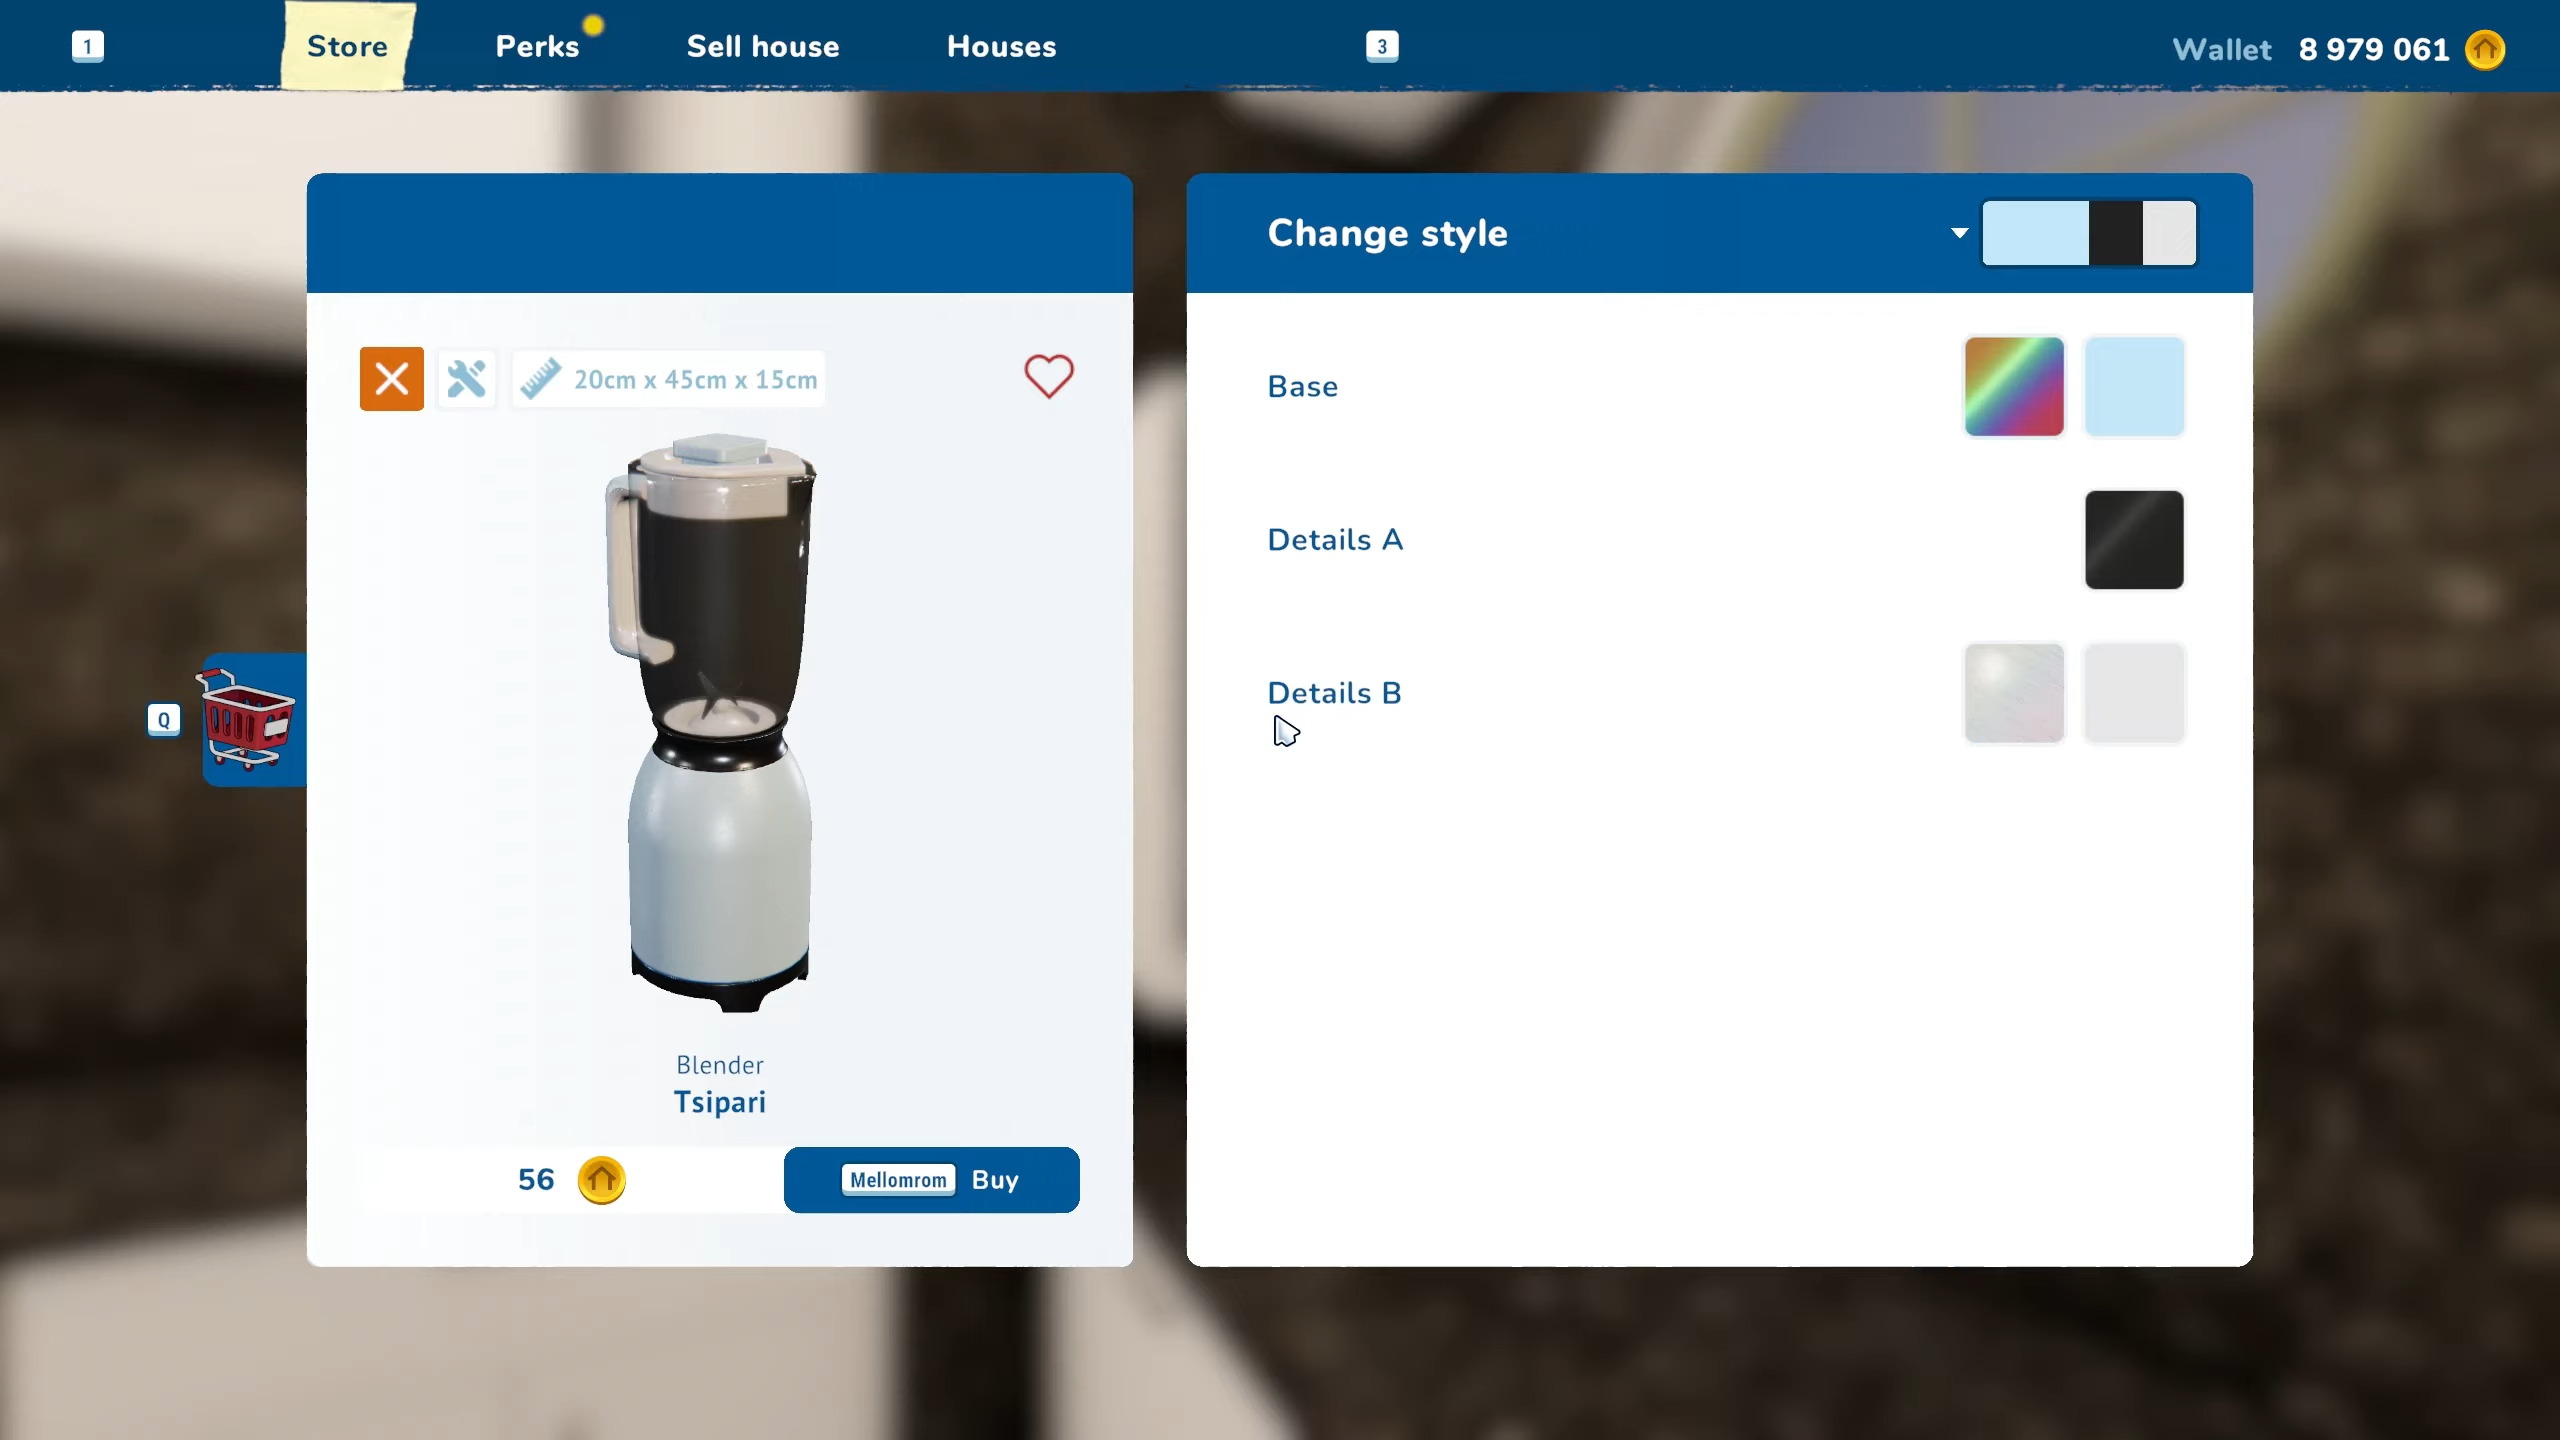 1
Store
Perks
Sell house
Houses
3
Wallet 8 979 061
Change style
20cm x 45cm x 15cm
Base
Details A
Details B
Q
Blender
Tsipari
56
Mellomrom Buy